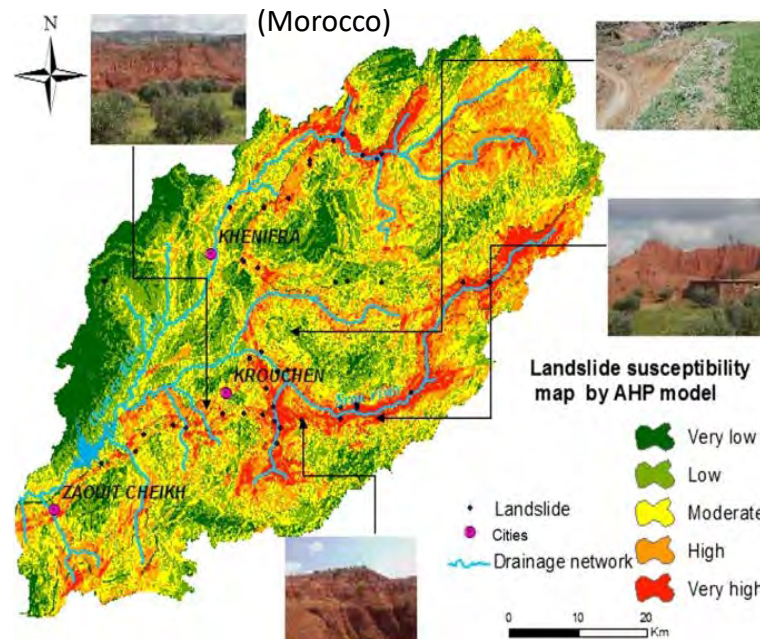 (Morocco)
N
KHENIFRA
KROUCHEN
ZAOUIT CHEIKH
Landslide susceptibility
map by AHP model
Very low
Low
Moderate
High
Very high
Landslide
Cities
Drainage network
0 10 20
Km